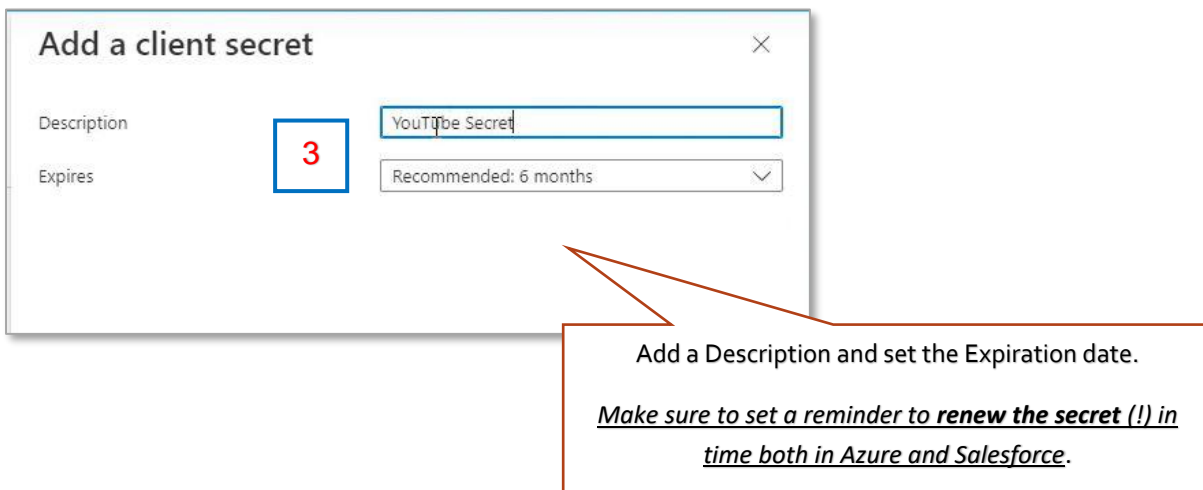 Add a client secret
Description
YouTube Secret
3
Expires
Recommended: 6 months
Add a Description and set the Expiration date.
Make sure to set a reminder to renew the secret (!) in
time both in Azure and Salesforce.